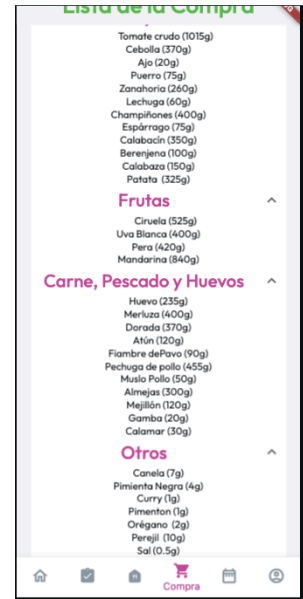 Lista de la Compra
Tomate crudo (1015g)
Cebolla (370g)
Ajo (20g)
Puerro (75g)
Zanahoria (260g)
Lechuga (60g)
Champiñones (400g)
Espárrago (75g)
Calabacín (350g)
Berenjena (100g)
Calabaza (150g)
Patata (325g)
Frutas
Ciruela (525g)
Uva Blanca (400g)
Pera (420g)
Mandarina (840g)
Carne, Pescado y Huevos
Huevo (235g)
Merluza (400g)
Dorada (370g)
Atún (120g)
Fiambre dePavo (90g)
Pechuga de pollo (455g)
Muslo Pollo (50g)
Almejas (300g)
Mejillón (120g)
Gamba (20g)
Calamar (30g)
Otros
Canela (7g)
Pimienta Negra (4g)
Curry (1g)
Pimenton (1g)
Orégano (2g)
Perejil (10g)
Sal (0.5g)
Compra